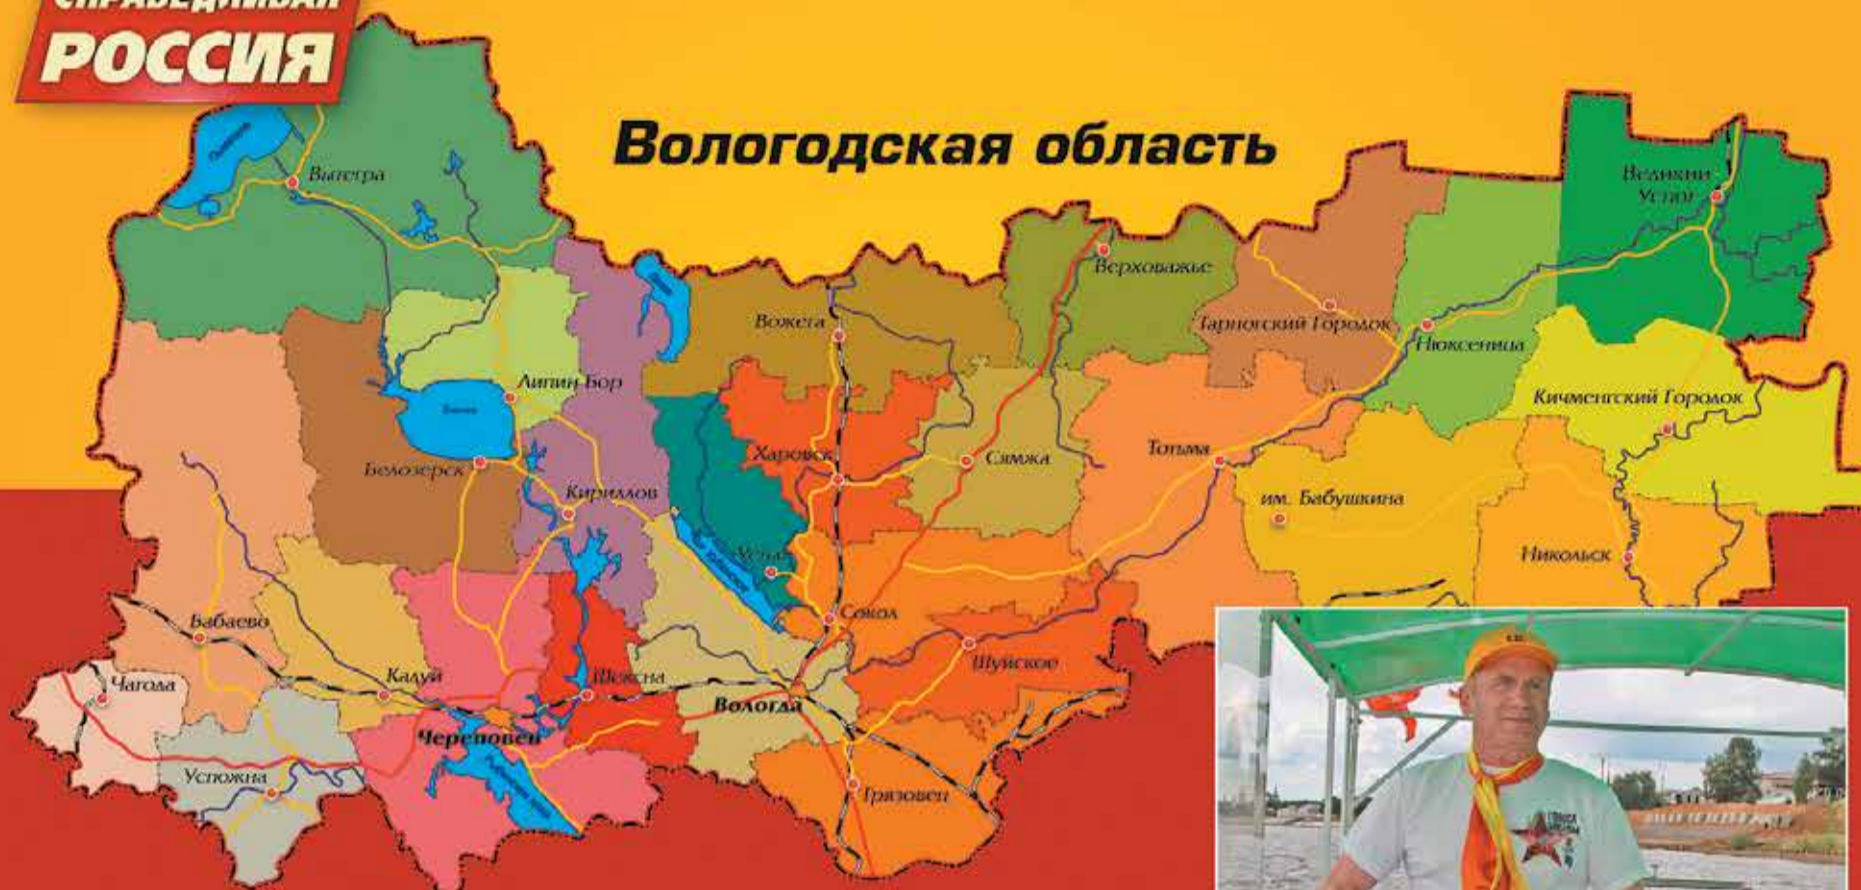 СПРАВЕДЛИВАЯ
РОССИЯ
Вологодская область
Вытегра
Великий
Устюг
Верховажье
Вожега
Тарногский Городок
Нюксеница
Липин Бор
Кичменгский Городок
Белозерск
Харовск
Сямжа
Тотьма
Кириллов
им. Бабушкина
Никольск
Устье
Сокол
Бабаево
Шуйское
Чагода
Кадуй
Шексна
Вологда
Череповец
Устюжна
Грязовец